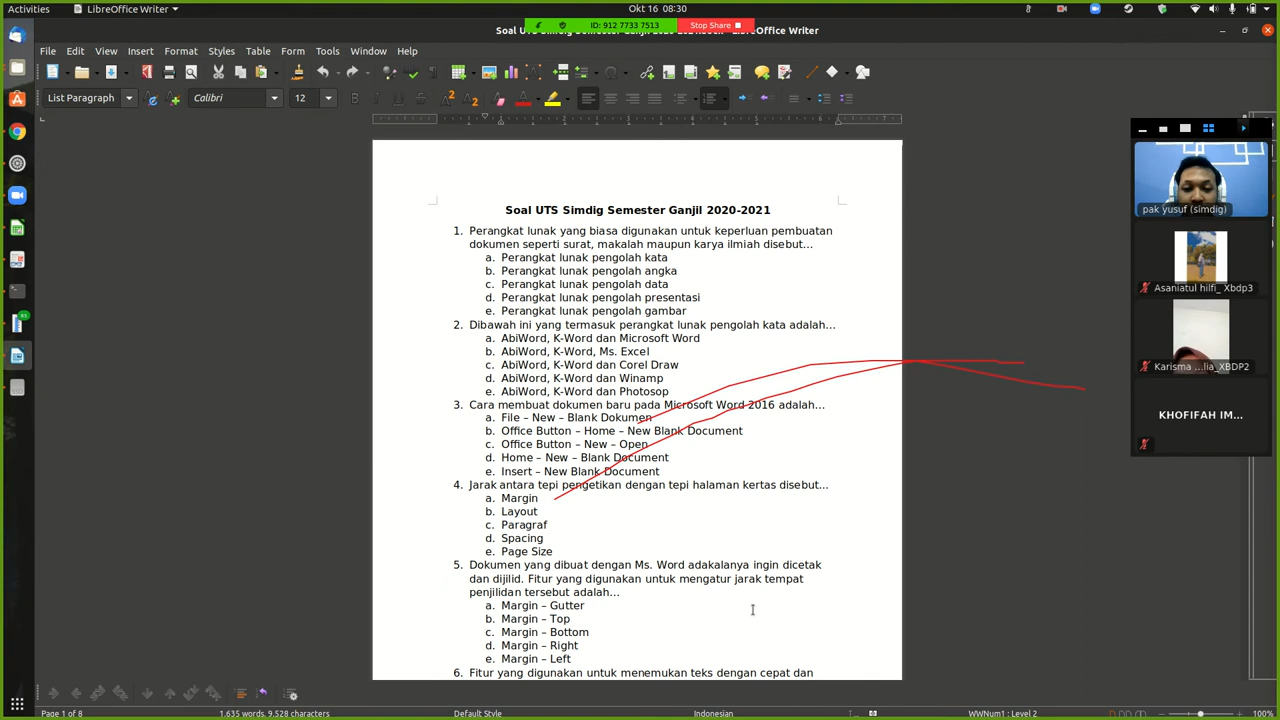 Activities
LibreOffice Writer
Okt 16 08:30
ID: 912 7733 7513
Stop Share
File Edit View Insert Format Styles Table Form Tools Window Help
List Paragraph
Calibri
12
Soal UTS Simdig Semester Ganjil 2020-2021
1. Perangkat lunak yang biasa digunakan untuk keperluan pembuatan
dokumen seperti surat, makalah maupun karya ilmiah disebut...
a. Perangkat lunak pengolah kata
b. Perangkat lunak pengolah angka
c. Perangkat lunak pengolah data
d. Perangkat lunak pengolah presentasi
e. Perangkat lunak pengolah gambar
2. Dibawah ini yang termasuk perangkat lunak pengolah kata adalah...
a. AbiWord, K-Word dan Microsoft Word
b. AbiWord, K-Word, Ms. Excel
c. AbiWord, K-Word dan Corel Draw
d. AbiWord, K-Word dan Winamp
e. AbiWord, K-Word dan Photosop
3. Cara membuat dokumen baru pada Microsoft Word 2016 adalah...
a. File – New – Blank Dokumen
b. Office Button – Home – New Blank Document
c. Office Button – New – Open
d. Home – New – Blank Document
e. Insert – New Blank Document
4. Jarak antara tepi pengetikan dengan tepi halaman kertas disebut...
a. Margin
b. Layout
c. Paragraf
d. Spacing
e. Page Size
5. Dokumen yang dibuat dengan Ms. Word adakalanya ingin dicetak
dan dijilid. Fitur yang digunakan untuk mengatur jarak tempat
penjilidan tersebut adalah...
a. Margin – Gutter
b. Margin – Top
c. Margin – Bottom
d. Margin – Right
e. Margin – Left
6. Fitur yang digunakan untuk menemukan teks dengan cepat dan
pak yusuf (simdig)
Asaniatul hilfi_ Xbdp3
Karisma ...lia_XBDP2
KHOFIFAH IM...
Page 1 of 8
1,635 words, 9,528 characters
Default Style
Indonesian
WWNum1 : Level 2
100%